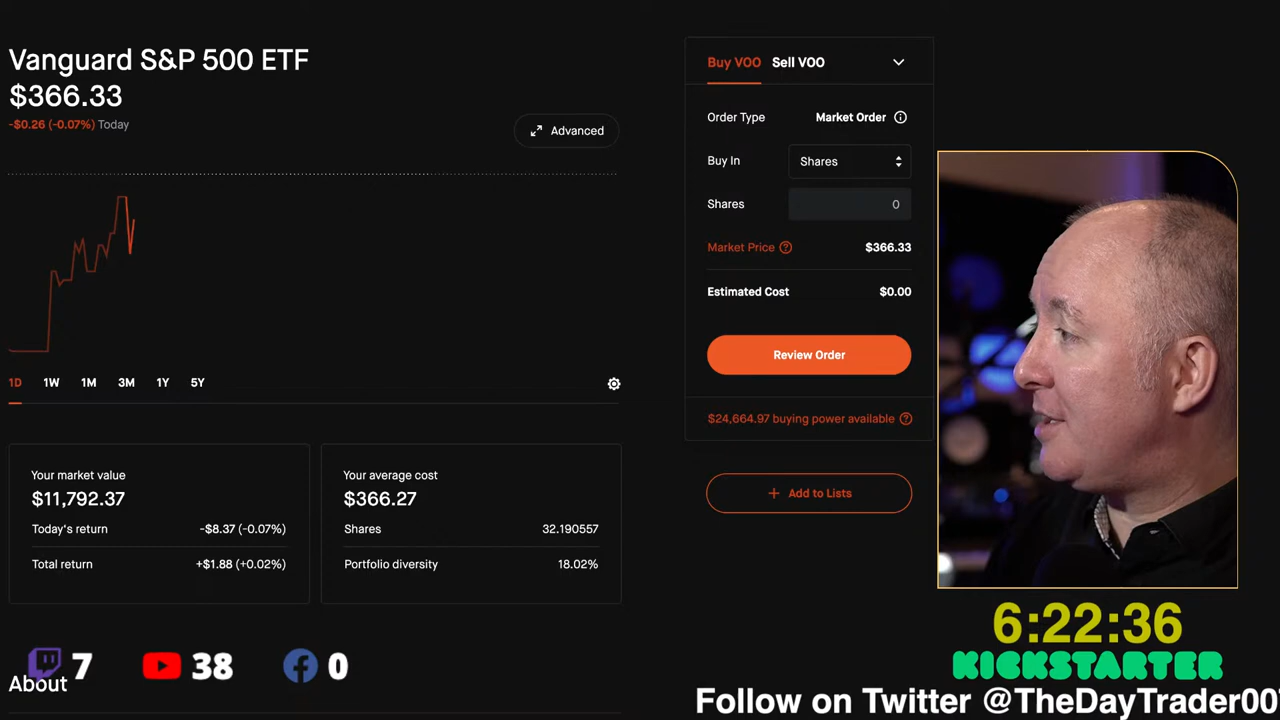 Vanguard S&P 500 ETF
$366.33
-$0.26 (-0.07%) Today
Advanced
1D 1W 1M 3M 1Y 5Y
Your market value
$11,792.37
Today's return -$8.37 (-0.07%)
Total return +$1.88 (+0.02%)
Your average cost
$366.27
Shares 32.190557
Portfolio diversity 18.02%
Buy VOO Sell VOO
Order Type Market Order
Buy In Shares
Shares 0
Market Price $366.33
Estimated Cost $0.00
Review Order
$24,664.97 buying power available
+ Add to Lists
7 38 0
About
6:22:36
KICKSTARTER
Follow on Twitter @TheDayTrader007